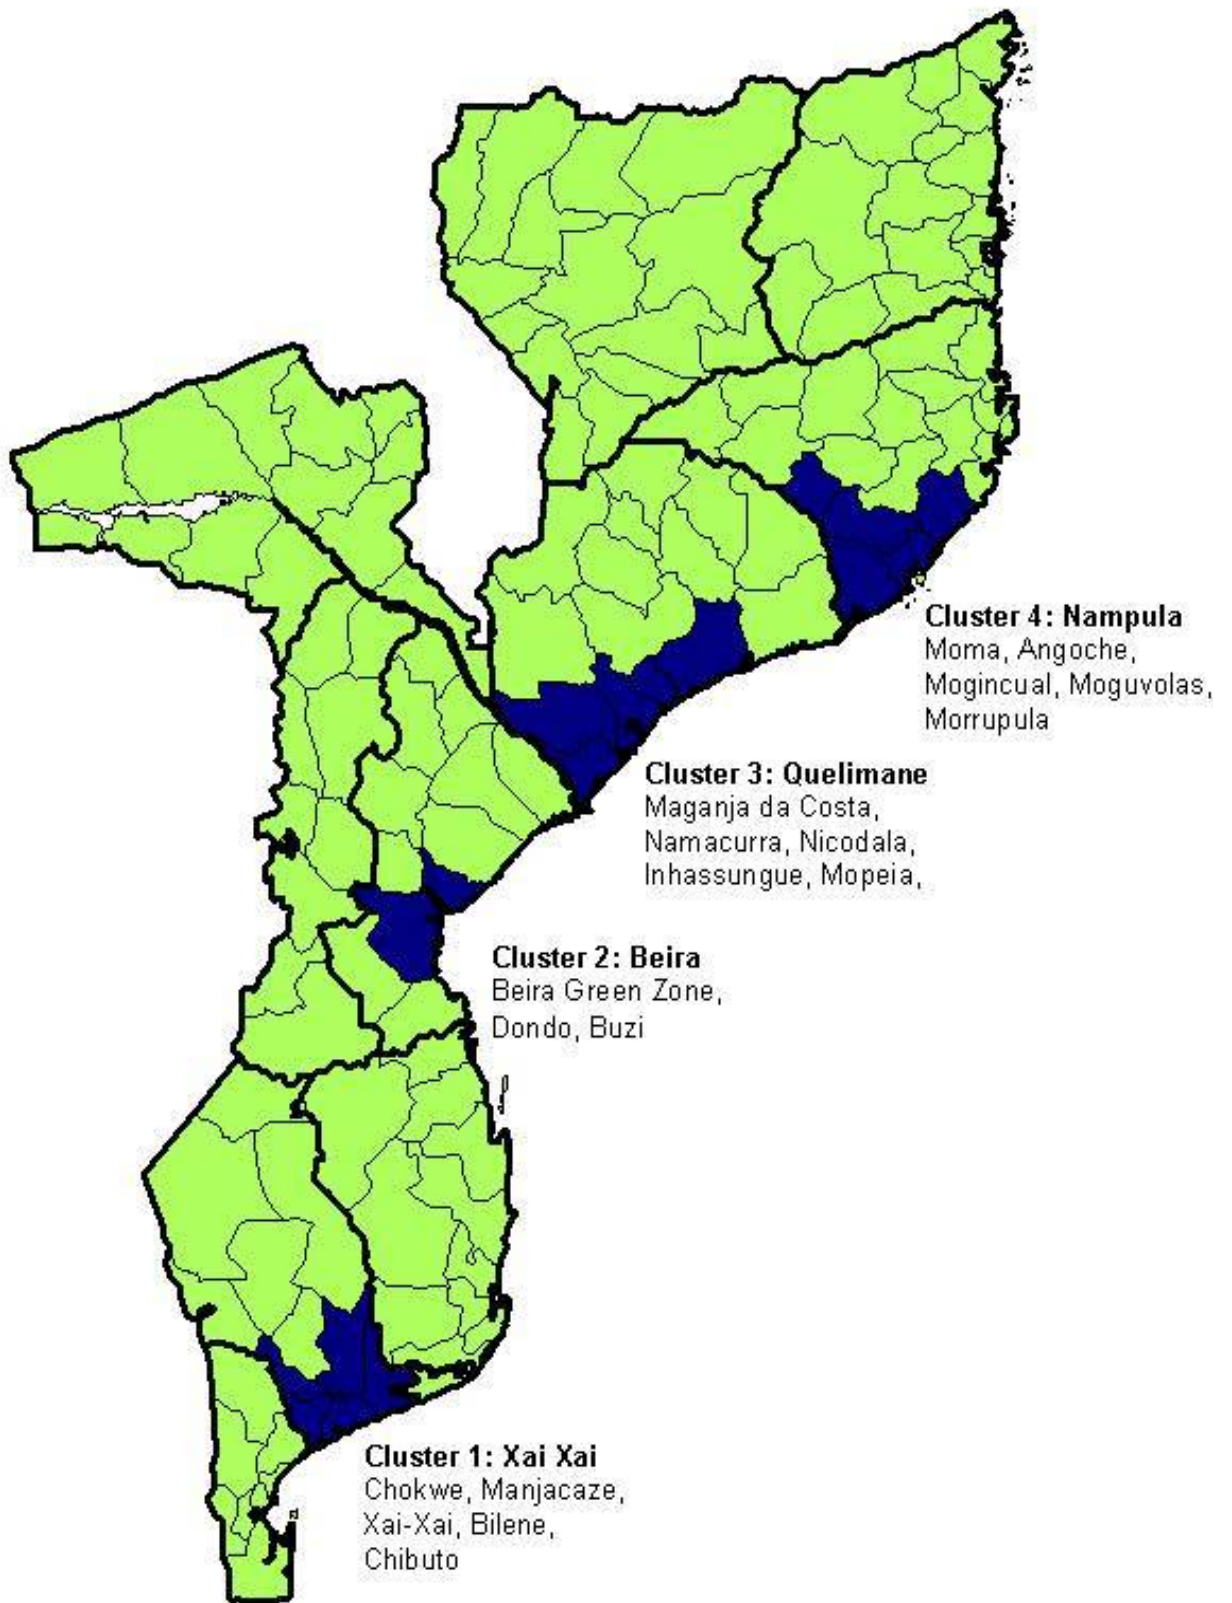 Cluster 4: Nampula
Moma, Angoche,
Mogincual, Moguvolas,
Morrupula
Cluster 3: Quelimane
Maganja da Costa,
Namacurra, Nicodala,
Inhassungue, Mopeia,
Cluster 2: Beira
Beira Green Zone,
Dondo, Buzi
Cluster 1: Xai Xai
Chokwe, Manjacaze,
Xai-Xai, Bilene,
Chibuto